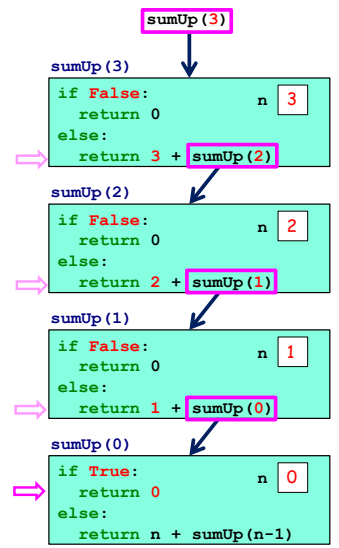 sumUp(3)
sumUp(3)
if False:
n 3
return 0
else:
return 3 + sumUp(2)
sumUp(2)
if False:
n 2
return 0
else:
return 2 + sumUp(1)
sumUp(1)
if False:
n 1
return 0
else:
return 1 + sumUp(0)
sumUp(0)
if True:
n 0
return 0
else:
return n + sumUp(n-1)